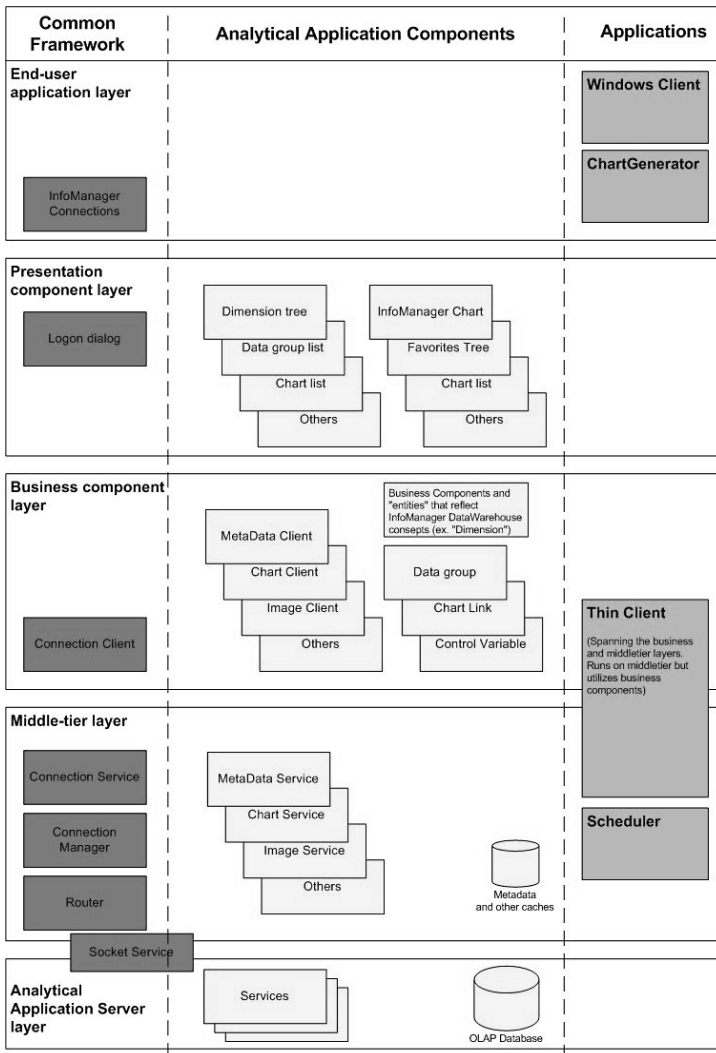 Common
Framework
Analytical Application Components
Applications
End-user
application layer
InfoManager
Connections
Windows Client
ChartGenerator
Presentation
component layer
Logon dialog
Dimension tree
Data group list
Chart list
Others
InfoManager Chart
Favorites Tree
Chart list
Others
Business component
layer
Connection Client
MetaData Client
Chart Client
Image Client
Others
Business Components and
"entities" that reflect
InfoManager DataWarehouse
consepts (ex. "Dimension")
Data group
Chart Link
Control Variable
Thin Client
(Spanning the business
and middletier layers.
Runs on middletier but
utilizes business
components)
Middle-tier layer
Connection Service
Connection
Manager
Router
Socket Service
MetaData Service
Chart Service
Image Service
Others
Metadata
and other caches
Scheduler
Analytical
Application Server
layer
Services
OLAP Database